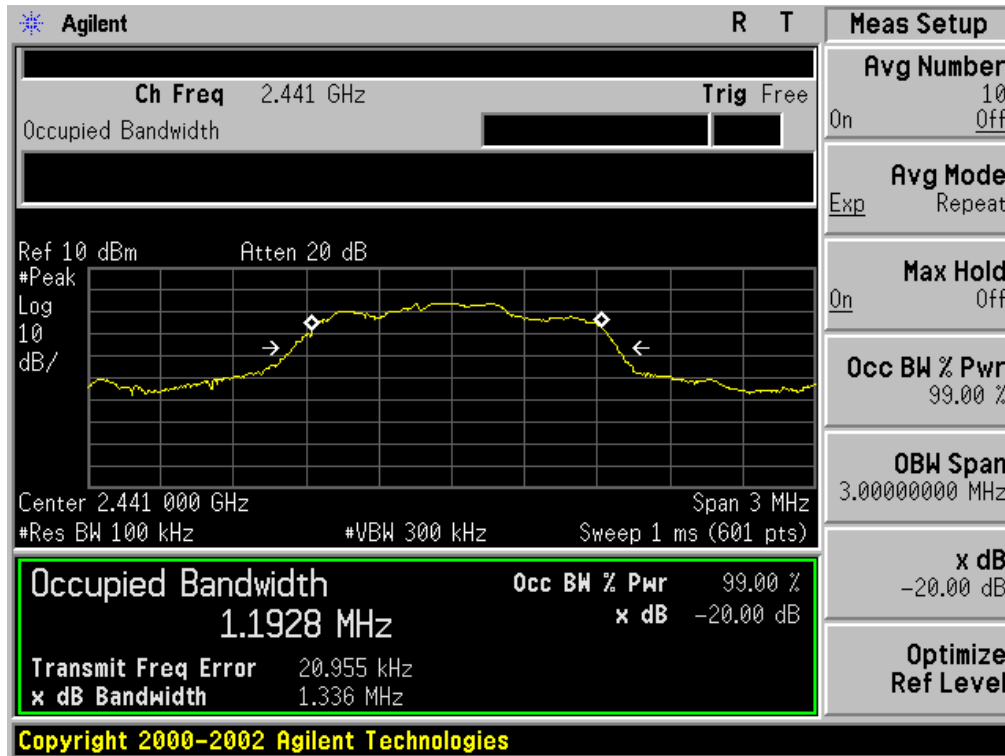 Agilent R T
Ch Freq 2.441 GHz Trig Free
Occupied Bandwidth
Ref 10 dBm Atten 20 dB
#Peak
Log
10
dB/
Center 2.441 000 GHz Span 3 MHz
#Res BW 100 kHz #VBW 300 kHz Sweep 1 ms (601 pts)
Occupied Bandwidth Occ BW % Pwr 99.00 %
1.1928 MHz x dB -20.00 dB
Transmit Freq Error 20.955 kHz
x dB Bandwidth 1.336 MHz
Copyright 2000-2002 Agilent Technologies
Meas Setup
Avg Number
10
On Off
Avg Mode
Exp Repeat
Max Hold
On Off
Occ BW % Pwr
99.00 %
OBW Span
3.00000000 MHz
x dB
-20.00 dB
Optimize
Ref Level